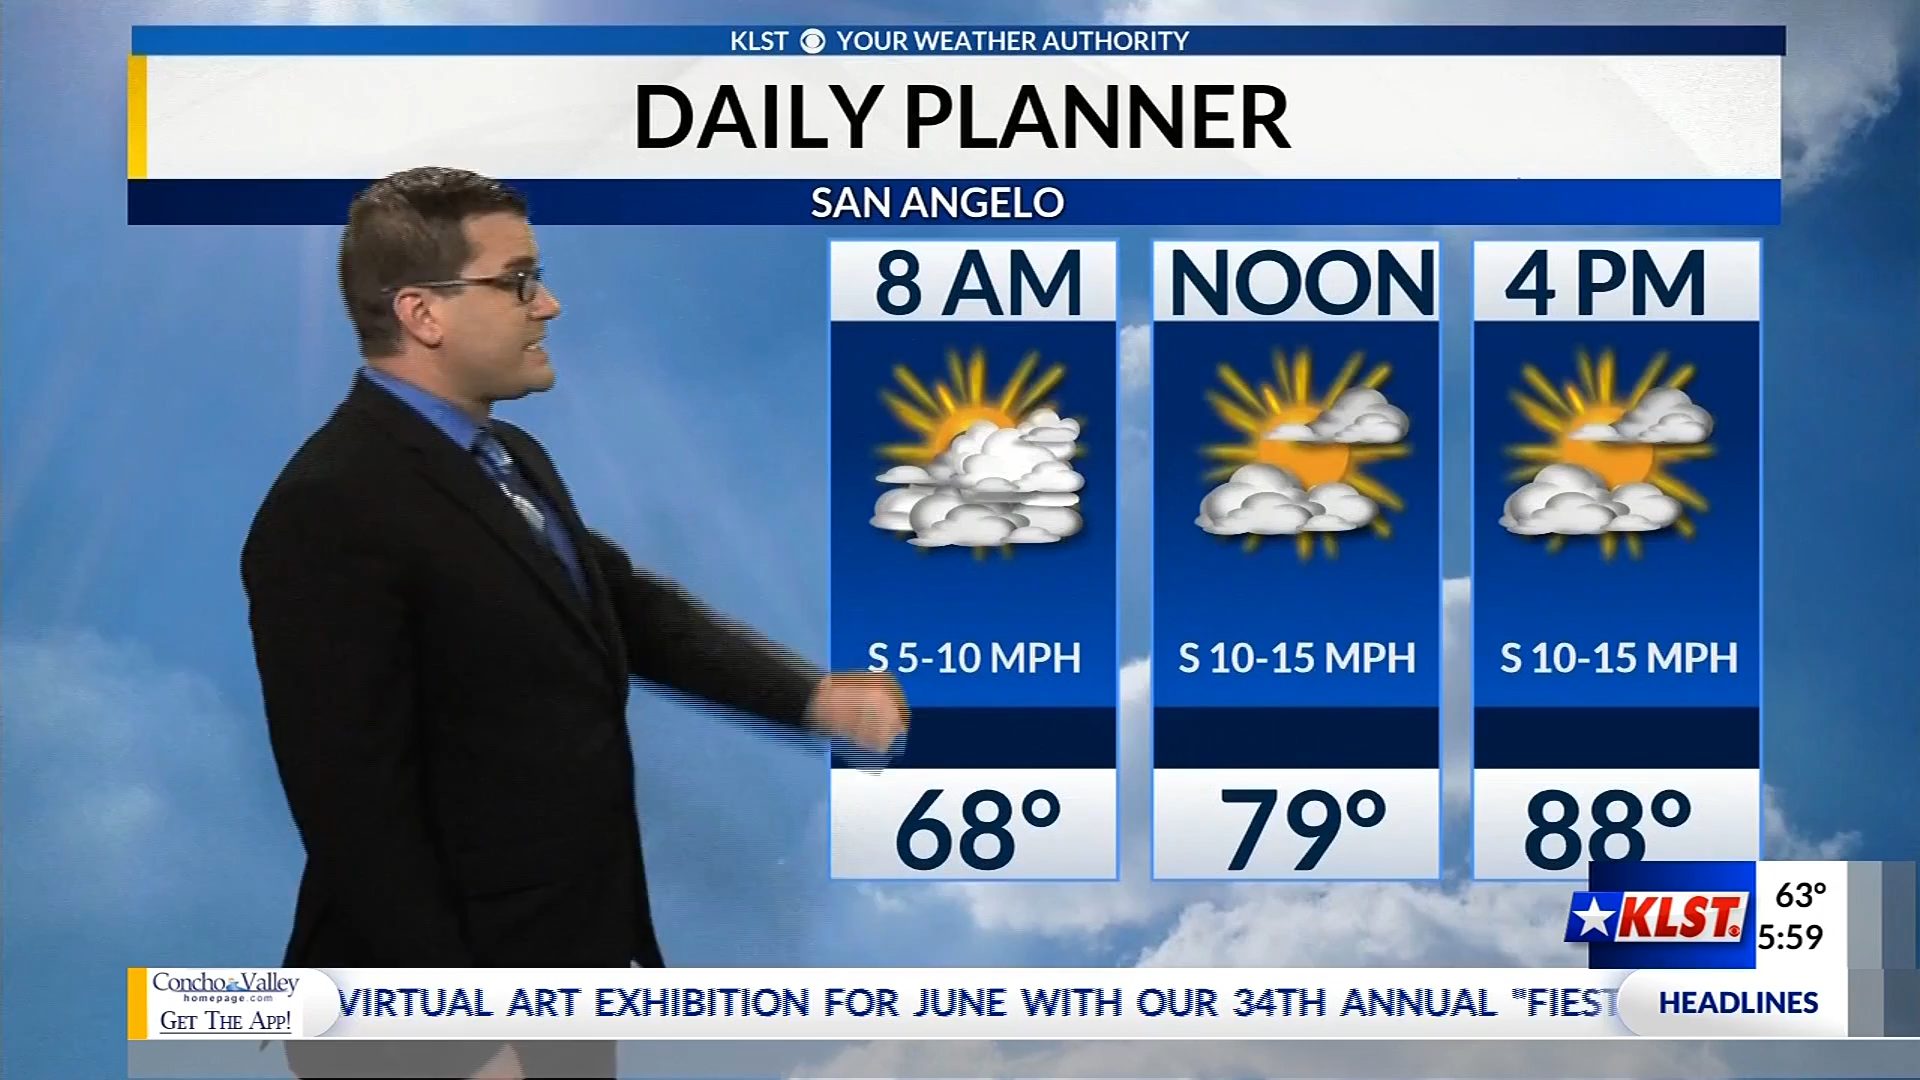 KLST YOUR WEATHER AUTHORITY
DAILY PLANNER
SAN ANGELO
8 AM
S 5-10 MPH
68°
NOON
S 10-15 MPH
79°
4 PM
S 10-15 MPH
88°
KLST
63°
5:59
Concho Valley
homepage.com
GET THE APP!
VIRTUAL ART EXHIBITION FOR JUNE WITH OUR 34TH ANNUAL "FIEST
HEADLINES